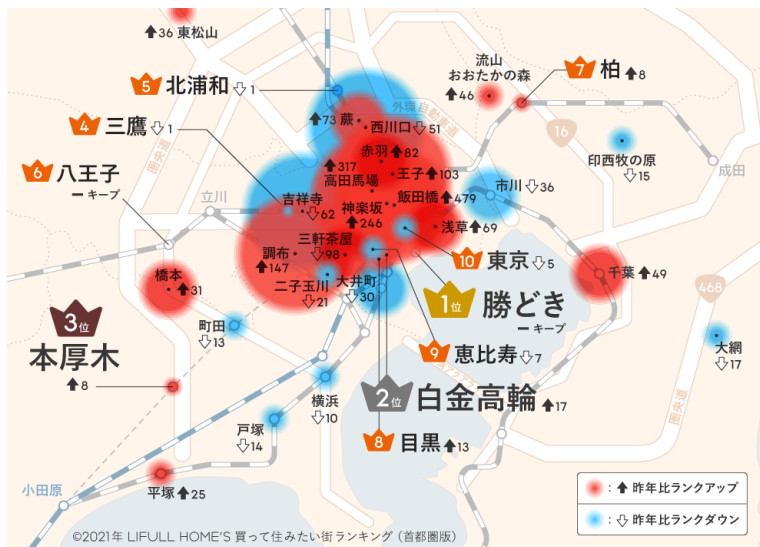 ↑36 東松山
5 北浦和 ⇩1
4 三鷹 ⇩1
6 八王子
ーキープ
圏央道
立川
↑73 蕨
西川口 ⇩51
外環自動車道
赤羽 ↑82
↑317
高田馬場
王子 ↑103
飯田橋 ↑479
神楽坂
↑246
吉祥寺
⇩62
浅草 ↑69
市川 ⇩36
流山
おおたかの森
↑46
7 柏 ↑8
16
印西牧の原
⇩15
成田
三軒茶屋
⇩98
調布
↑147
二子玉川
⇩21
大井町
⇩30
10 東京 ⇩5
千葉 ↑49
468
橋本
↑31
3位
本厚木
↑8
町田
⇩13
1位 勝どき
ーキープ
9 恵比寿 ⇩7
2位 白金高輪 ↑17
8 目黒 ↑13
大網
⇩17
圏央道
横浜
⇩10
戸塚
⇩14
小田原
平塚 ↑25
：↑昨年比ランクアップ
：⇩昨年比ランクダウン
©2021年 LIFULL HOME'S 買って住みたい街ランキング（首都圏版）